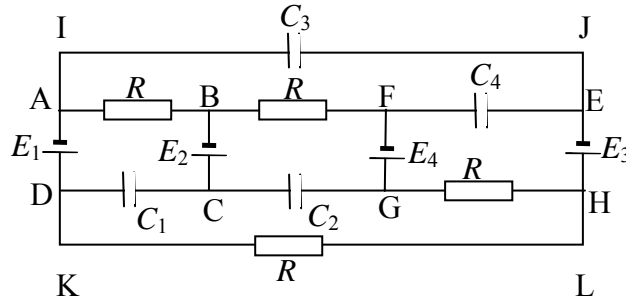 I C₃ J
A R B R F C₄ E
E₁ E₂ E₄ E₃
D C₁ C C₂ G R H
K R L